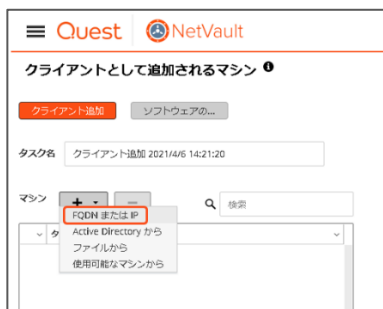 Quest NetVault
クライアントとして追加されるマシン
クライアント追加 ソフトウェアの...
タスク名 クライアント追加 2021/4/6 14:21:20
マシン + - 検索
FQDN または IP
Active Directory から
ファイルから
使用可能なマシンから